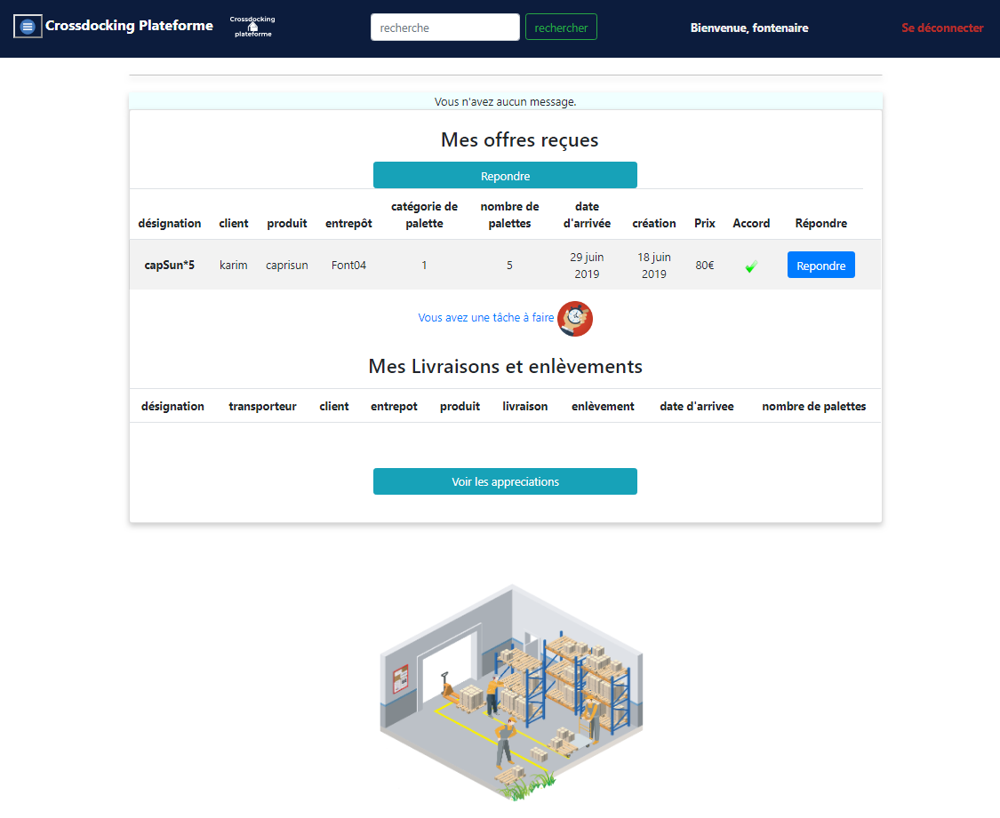 Crossdocking Plateforme
Crossdocking
plateforme
recherche
rechercher
Bienvenue, fontenaire
Se déconnecter
Vous n'avez aucun message.
Mes offres reçues
Repondre
désignation client produit entrepôt catégorie de palette nombre de palettes date d'arrivée création Prix Accord Répondre
capSun*5 karim caprisun Font04 1 5 29 juin 2019 18 juin 2019 80€ Repondre
Vous avez une tâche à faire
Mes Livraisons et enlèvements
désignation transporteur client entrepot produit livraison enlèvement date d'arrivee nombre de palettes
Voir les appreciations